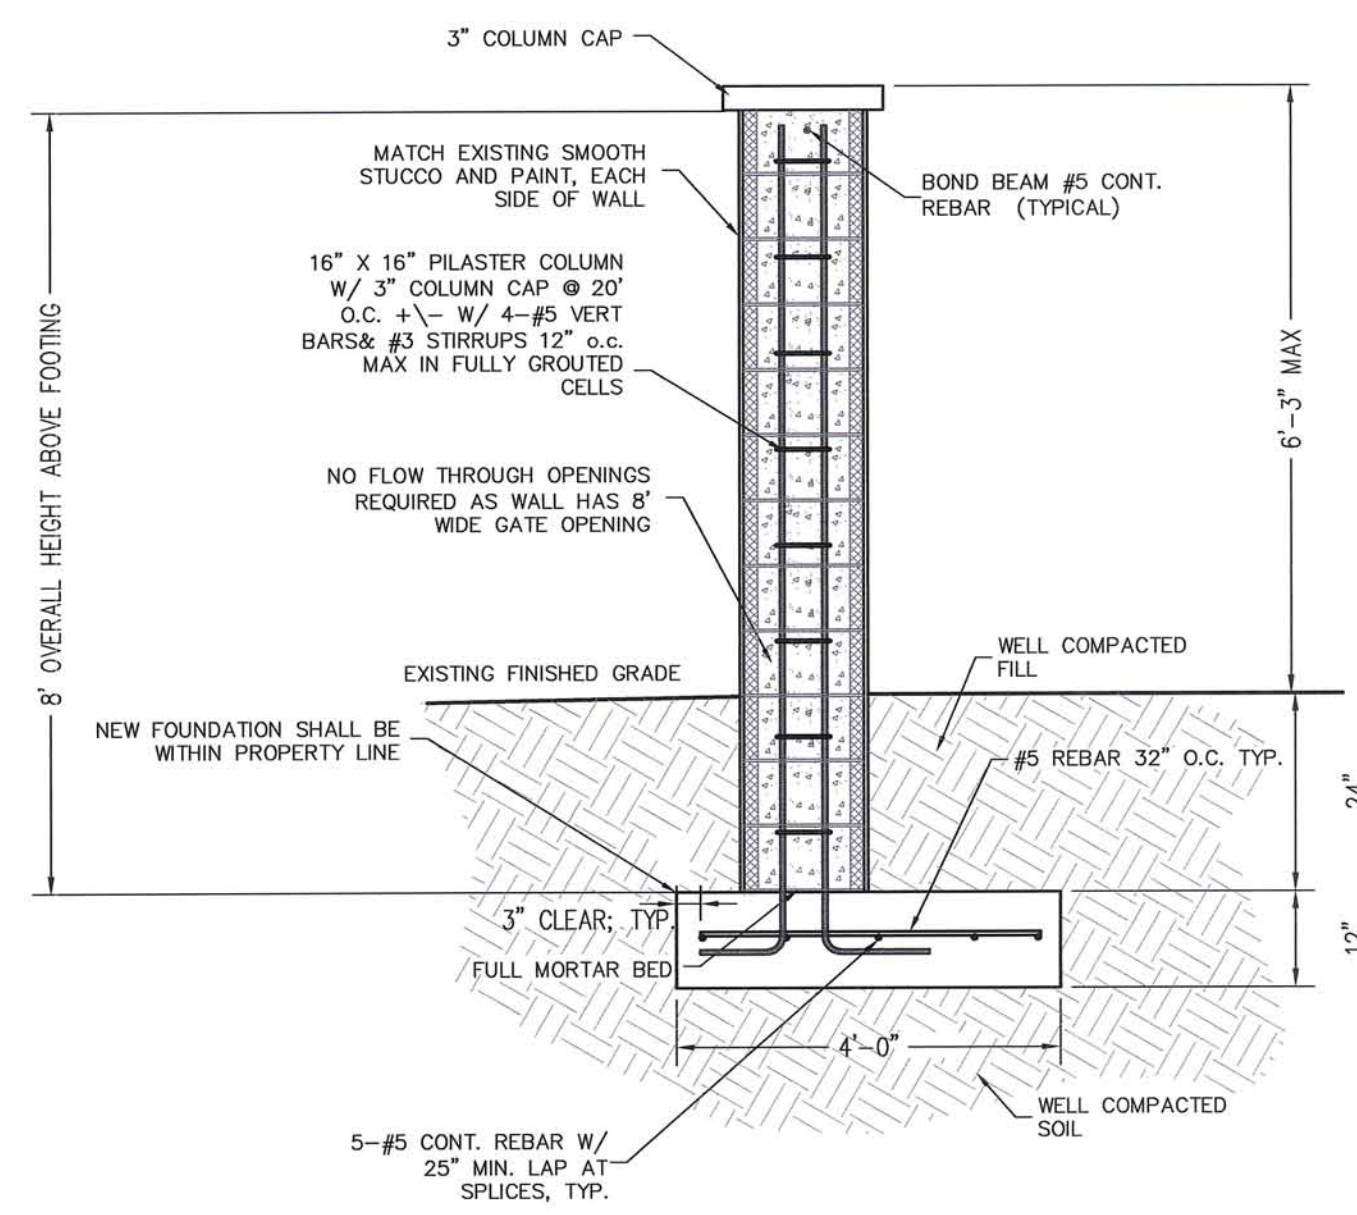 3" COLUMN CAP
MATCH EXISTING SMOOTH
STUCCO AND PAINT, EACH
SIDE OF WALL
BOND BEAM #5 CONT.
REBAR (TYPICAL)
16" X 16" PILASTER COLUMN
W/ 3" COLUMN CAP @ 20'
O.C. +\- W/ 4-#5 VERT
BARS& #3 STIRRUPS 12" o.c.
MAX IN FULLY GROUTED
CELLS
8' OVERALL HEIGHT ABOVE FOOTING
6'-3" MAX
NO FLOW THROUGH OPENINGS
REQUIRED AS WALL HAS 8'
WIDE GATE OPENING
EXISTING FINISHED GRADE
WELL COMPACTED
FILL
NEW FOUNDATION SHALL BE
WITHIN PROPERTY LINE
#5 REBAR 32" O.C. TYP.
24"
3" CLEAR; TYP.
12"
FULL MORTAR BED
4'-0"
WELL COMPACTED
SOIL
5-#5 CONT. REBAR W/
25" MIN. LAP AT
SPLICES, TYP.